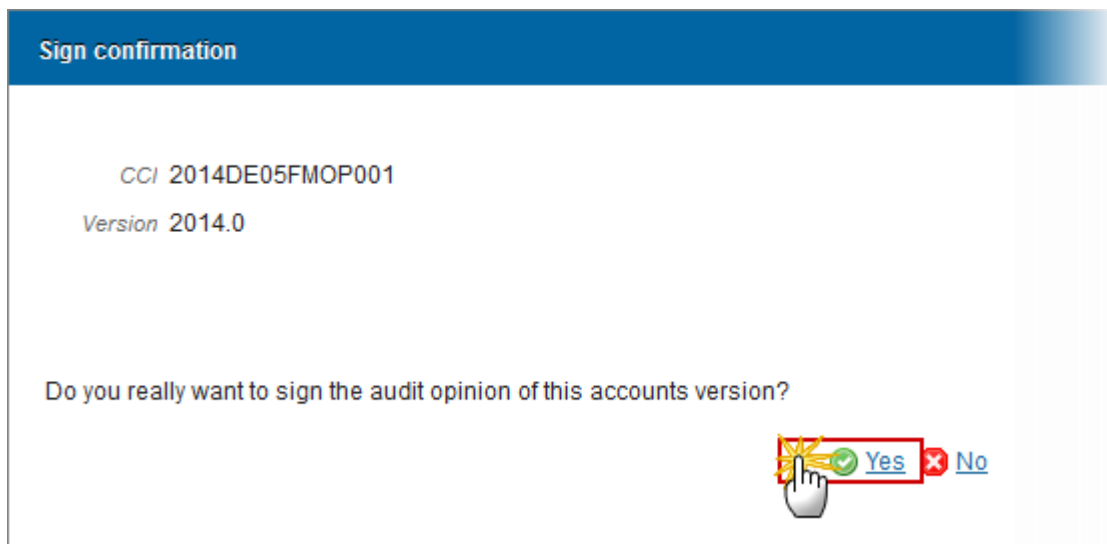 Sign confirmation
CCI 2014DE05FMOP001
Version 2014.0
Do you really want to sign the audit opinion of this accounts version?
Yes No